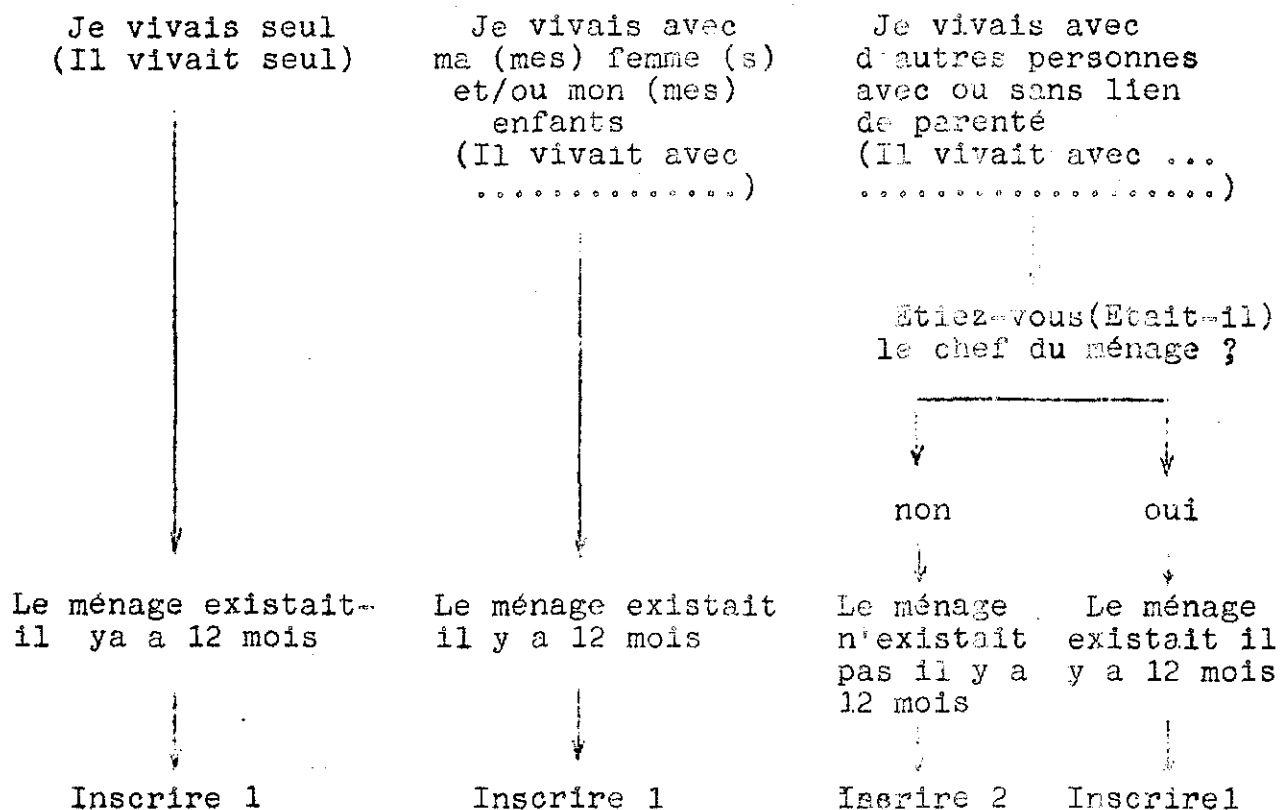 Je vivais seul
(Il vivait seul)
Je vivais avec
ma (mes) femme (s)
et/ou mon (mes)
enfants
(Il vivait avec
..............)
Je vivais avec
d'autres personnes
avec ou sans lien
de parenté
(Il vivait avec ...
...................)
Etiez-vous(Etait-il)
le chef du ménage ?
non
oui
Le ménage existait-
il ya a 12 mois
Le ménage existait
il y a 12 mois
Le ménage
n'existait
pas il y a
12 mois
Le ménage
existait il
y a 12 mois
Inscrire 1
Inscrire 1
Inscrire 2
Inscrire1